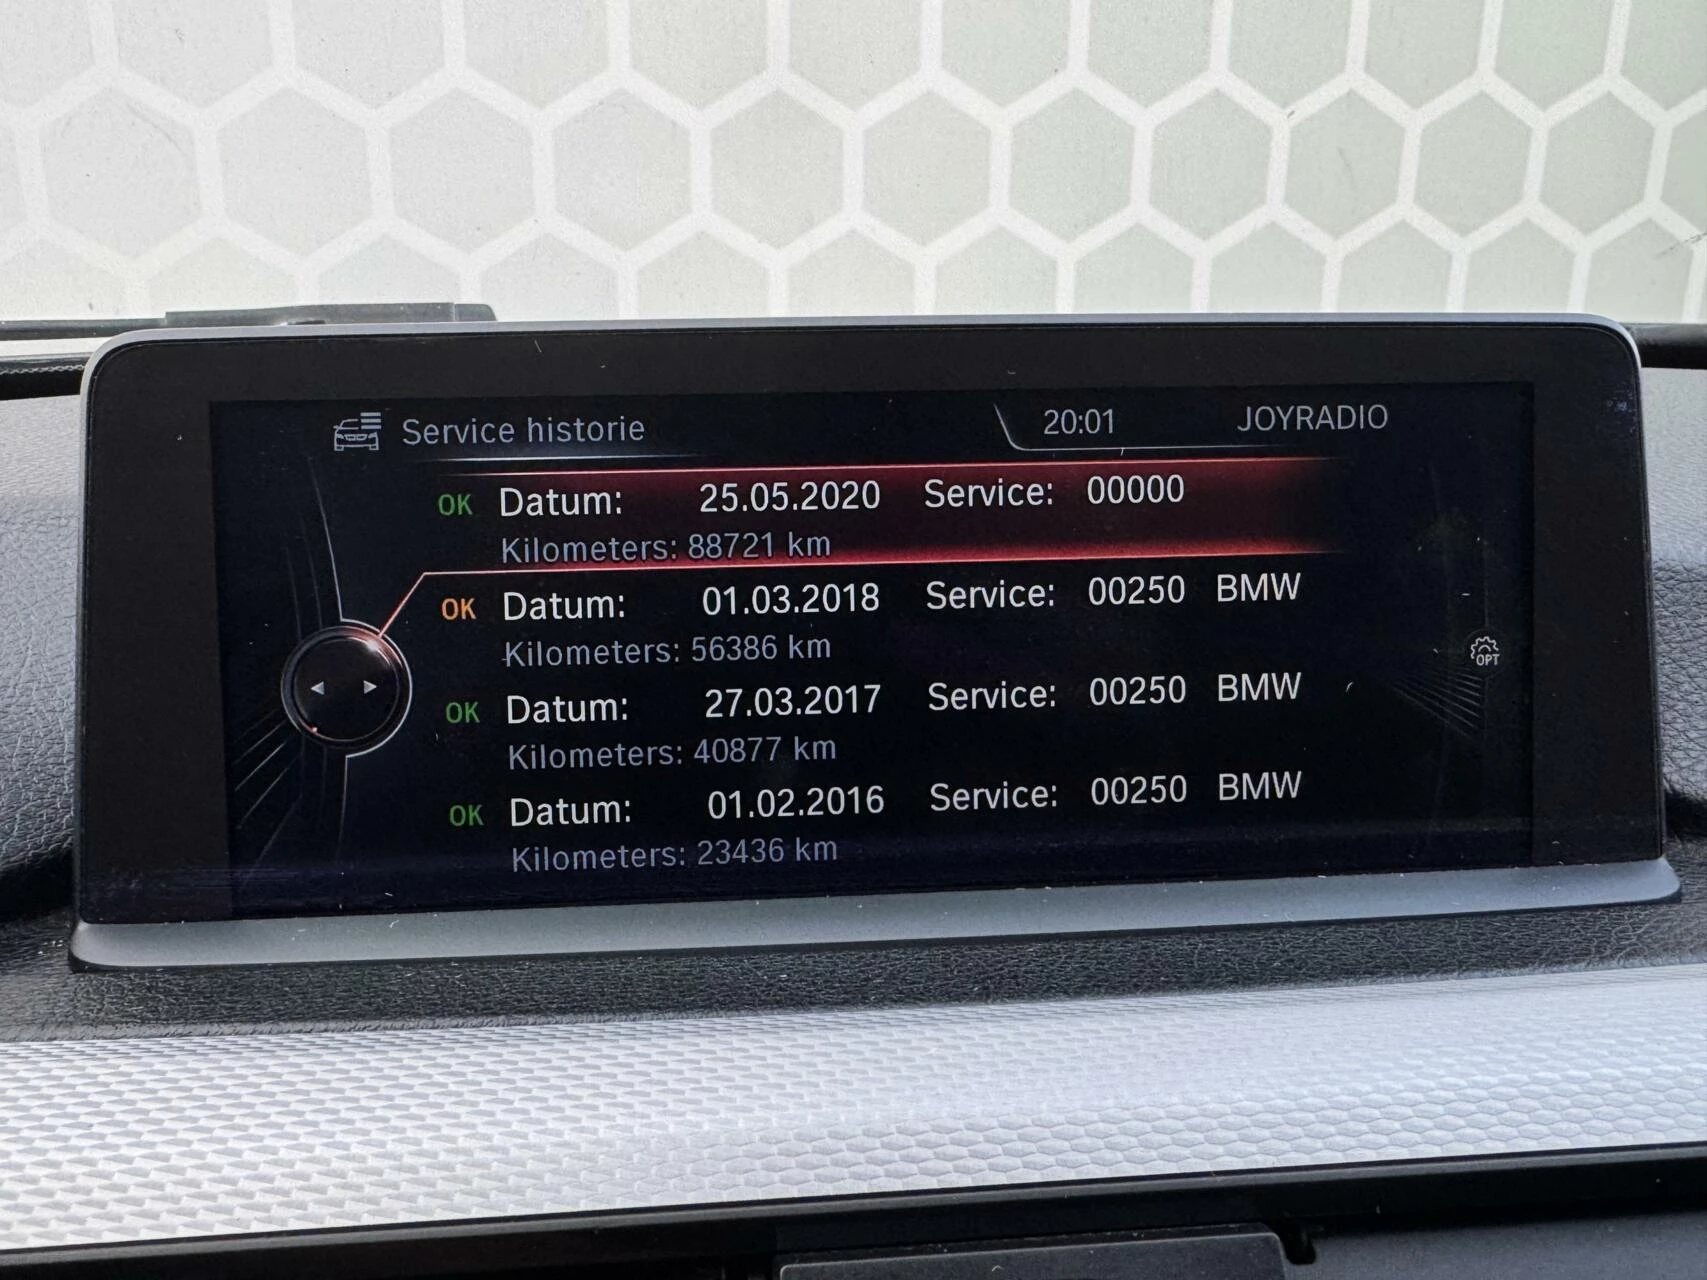 Service historie 20:01 JOYRADIO
OK Datum: 25.05.2020 Service: 00000
Kilometers: 88721 km
OK Datum: 01.03.2018 Service: 00250 BMW
Kilometers: 56386 km
OK Datum: 27.03.2017 Service: 00250 BMW
Kilometers: 40877 km
OPT
OK Datum: 01.02.2016 Service: 00250 BMW
Kilometers: 23436 km